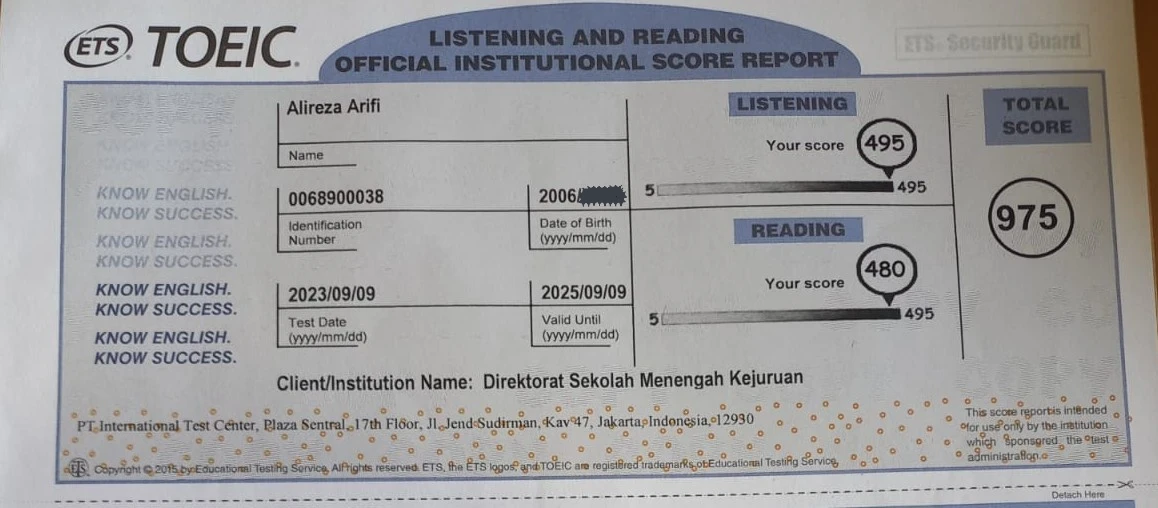 ETS® TOEIC®
LISTENING AND READING
OFFICIAL INSTITUTIONAL SCORE REPORT
ETS® Security Guard
Alireza Arifi
Name
0068900038
Identification
Number
2006/
Date of Birth
(yyyy/mm/dd)
2023/09/09
Test Date
(yyyy/mm/dd)
2025/09/09
Valid Until
(yyyy/mm/dd)
KNOW ENGLISH.
KNOW SUCCESS.
KNOW ENGLISH.
KNOW SUCCESS.
KNOW ENGLISH.
KNOW SUCCESS.
KNOW ENGLISH.
KNOW SUCCESS.
KNOW ENGLISH.
KNOW SUCCESS.
LISTENING
Your score 495
5 495
READING
Your score 480
5 495
TOTAL
SCORE
975
Client/Institution Name: Direktorat Sekolah Menengah Kejuruan
PT International Test Center, Plaza Sentral, 17th Floor, Jl. Jend Sudirman, Kav 47, Jakarta, Indonesia, 12930
This score report is intended
for use only by the institution
which sponsored the test
administration.
ETS Copyright © 2015 by Educational Testing Service. All rights reserved. ETS, the ETS logos, and TOEIC are registered trademarks of Educational Testing Service.
Detach Here